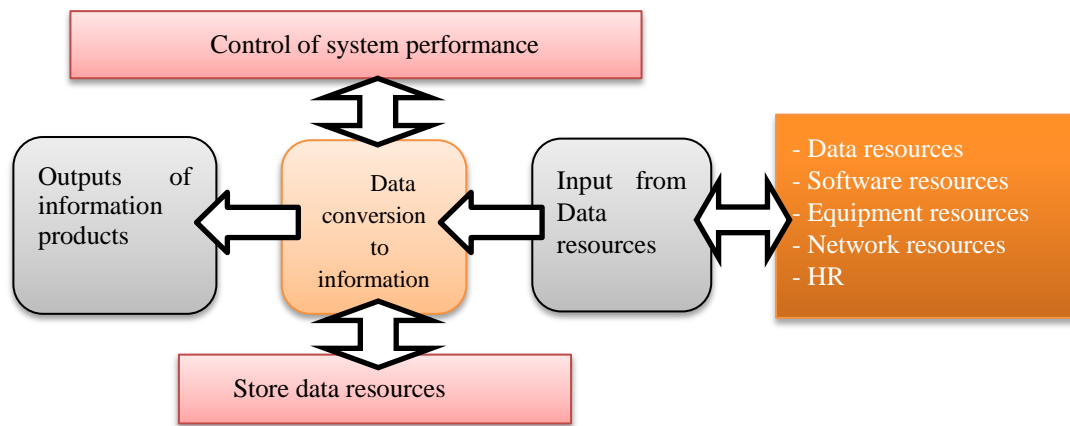 Control of system performance
Outputs of
information
products
Data
conversion
to
information
Input from
Data
resources
- Data resources
- Software resources
- Equipment resources
- Network resources
- HR
Store data resources